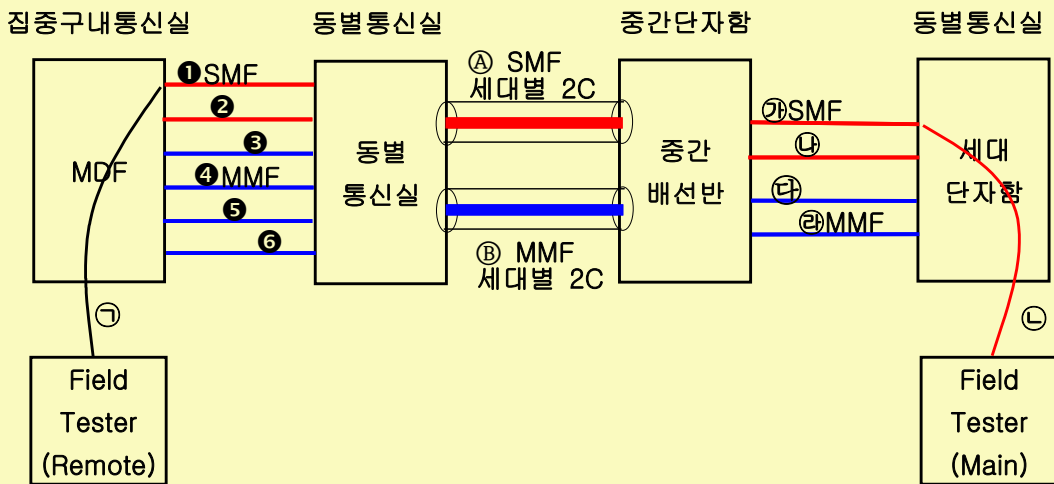 집중구내통신실
동별통신실
중간단자함
동별통신실
MDF
❶SMF
❷
❸
❹MMF
❺
❻
동별
통신실
Ⓐ SMF
세대별 2C
Ⓑ MMF
세대별 2C
중간
배선반
㉮SMF
㉯
㉰
㉱MMF
세대
단자함
㉠
㉡
Field
Tester
(Remote)
Field
Tester
(Main)